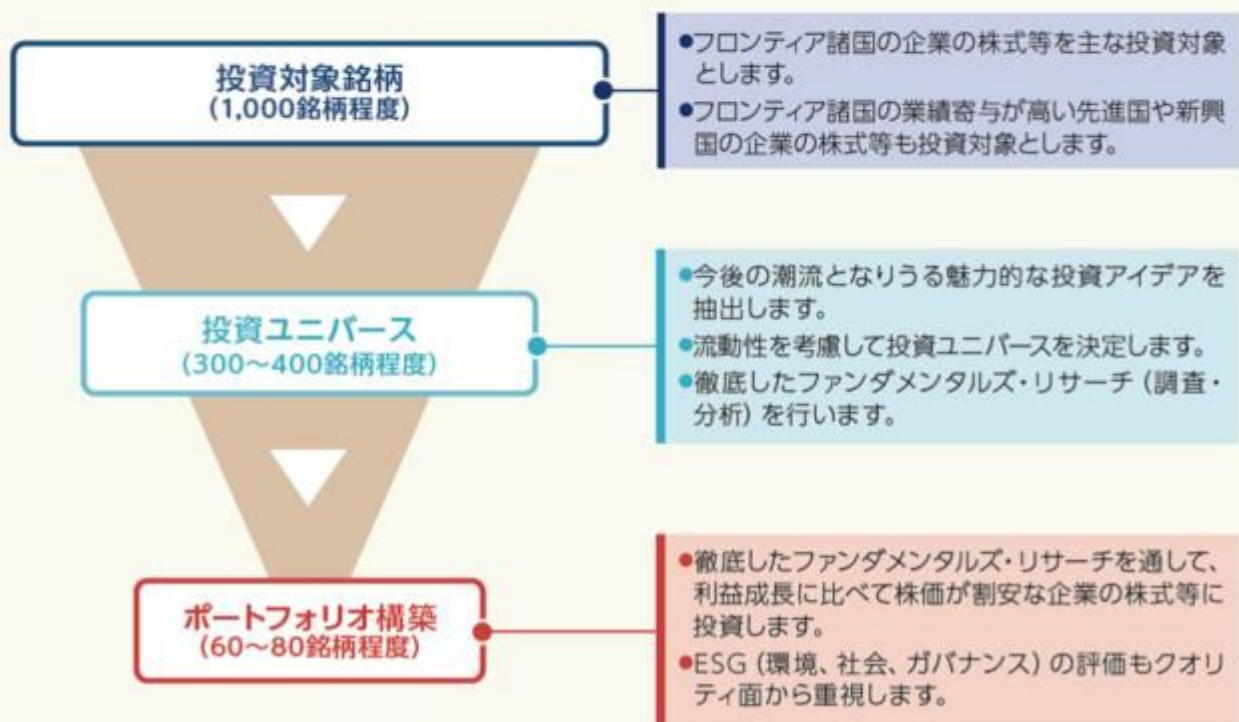 投資対象銘柄
(1,000銘柄程度)
●フロンティア諸国の企業の株式等を主な投資対象
とします。
●フロンティア諸国の業績寄与が高い先進国や新興
国の企業の株式等も投資対象とします。
投資ユニバース
(300～400銘柄程度)
●今後の潮流となりうる魅力的な投資アイデアを
抽出します。
●流動性を考慮して投資ユニバースを決定します。
●徹底したファンダメンタルズ・リサーチ（調査・
分析）を行います。
ポートフォリオ構築
(60～80銘柄程度)
●徹底したファンダメンタルズ・リサーチを通して、
利益成長に比べて株価が割安な企業の株式等に
投資します。
●ESG（環境、社会、ガバナンス）の評価もクオリ
ティ面から重視します。